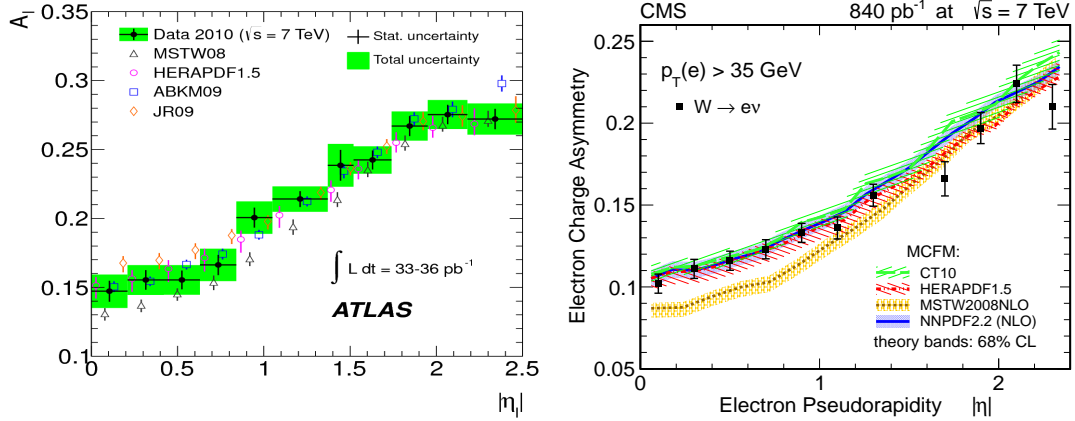 A_l
0.35
0.3
0.25
0.2
0.15
0.1
Data 2010 (√s = 7 TeV)
MSTW08
HERAPDF1.5
ABKM09
JR09
Stat. uncertainty
Total uncertainty
∫ L dt = 33-36 pb⁻¹
ATLAS
0 0.5 1 1.5 2 2.5
|η_l|
CMS 840 pb⁻¹ at √s = 7 TeV
Electron Charge Asymmetry
0.25
0.2
0.15
0.1
0.05
p_T(e) > 35 GeV
W → eν
MCFM:
CT10
HERAPDF1.5
MSTW2008NLO
NNPDF2.2 (NLO)
theory bands: 68% CL
0 1 2
Electron Pseudorapidity |η|